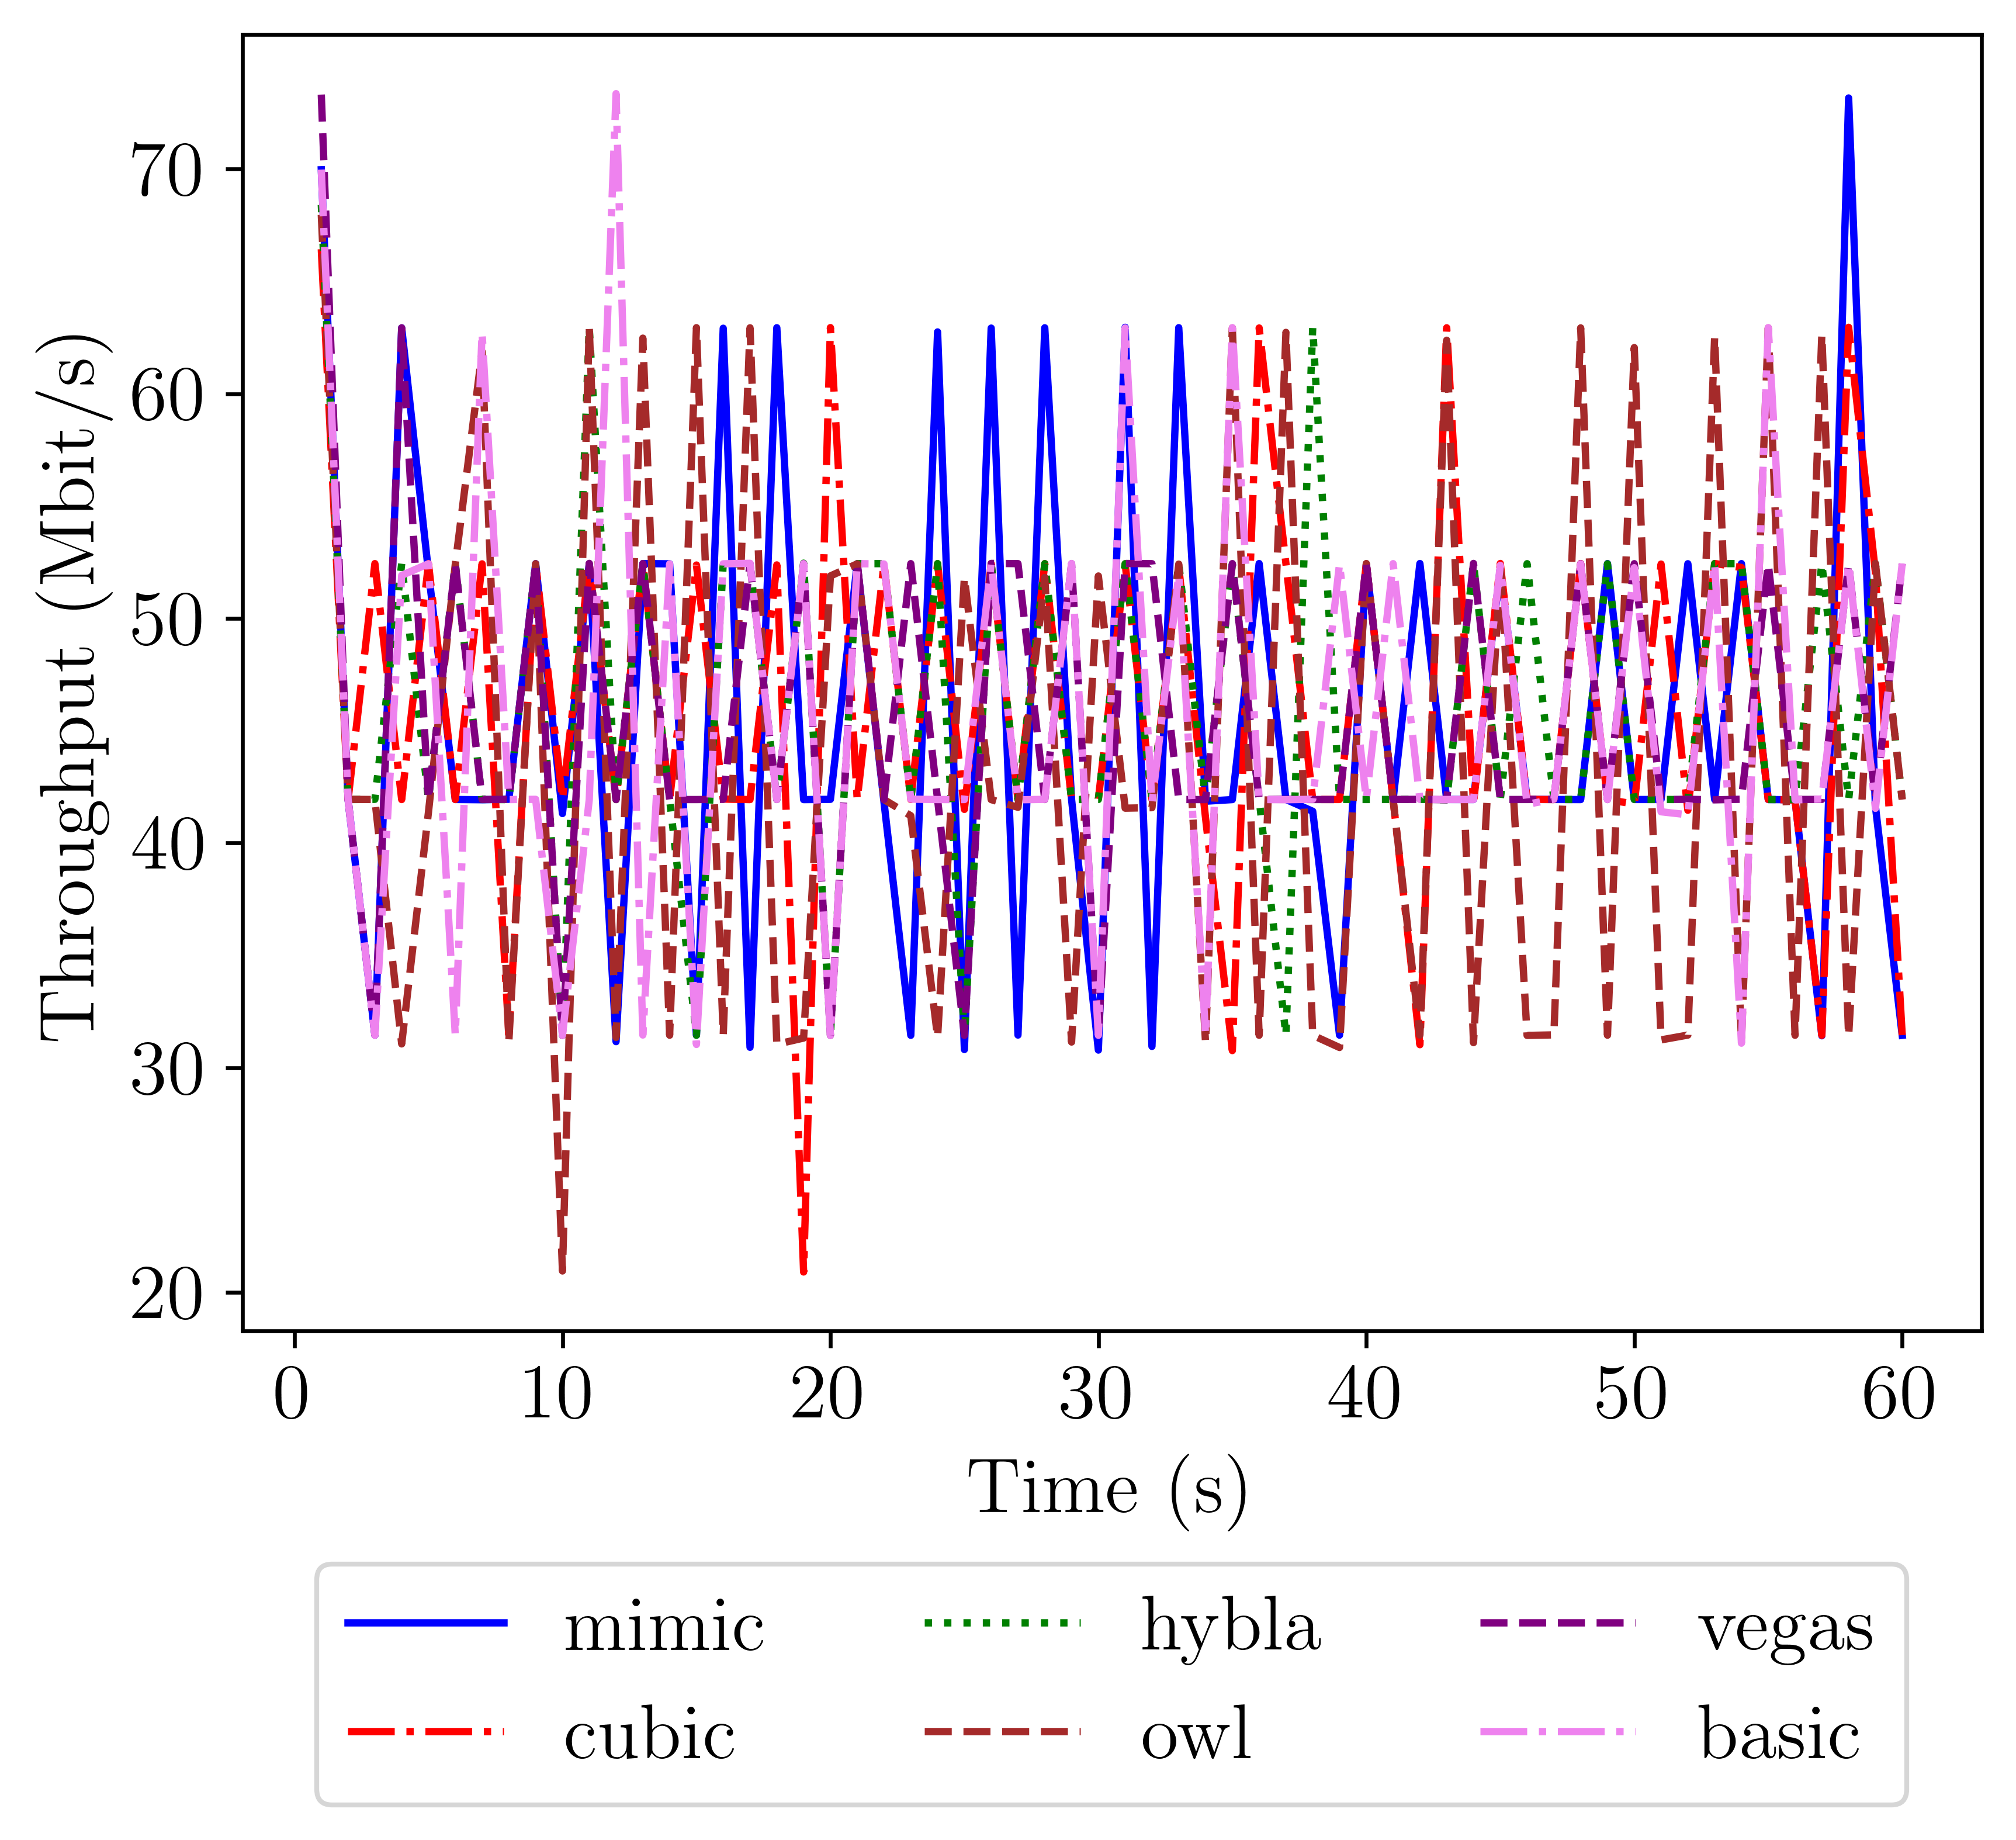 70
60
50
40
30
20
Throughput (Mbit/s)
0 10 20 30 40 50 60
Time (s)
mimic hybla vegas
cubic owl basic